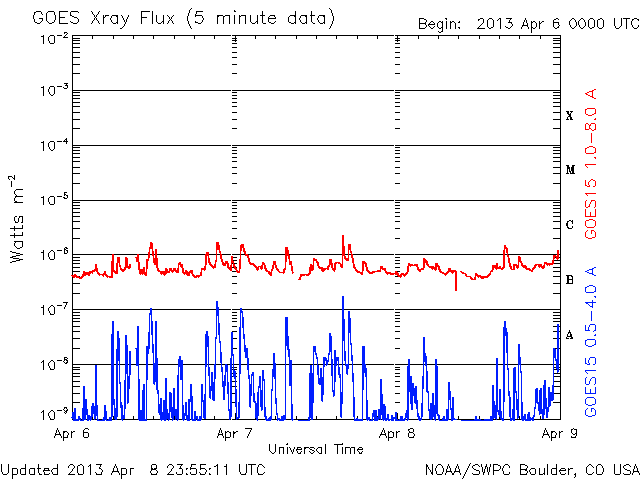 GOES Xray Flux (5 minute data)
Begin: 2013 Apr 6 0000 UTC
10⁻²
10⁻³
10⁻⁴
10⁻⁵
10⁻⁶
10⁻⁷
10⁻⁸
10⁻⁹
Watts m⁻²
X
M
C
B
A
GOES15 1.0-8.0 A
GOES15 0.5-4.0 A
Apr 6
Apr 7
Apr 8
Apr 9
Universal Time
Updated 2013 Apr 8 23:55:11 UTC
NOAA/SWPC Boulder, CO USA